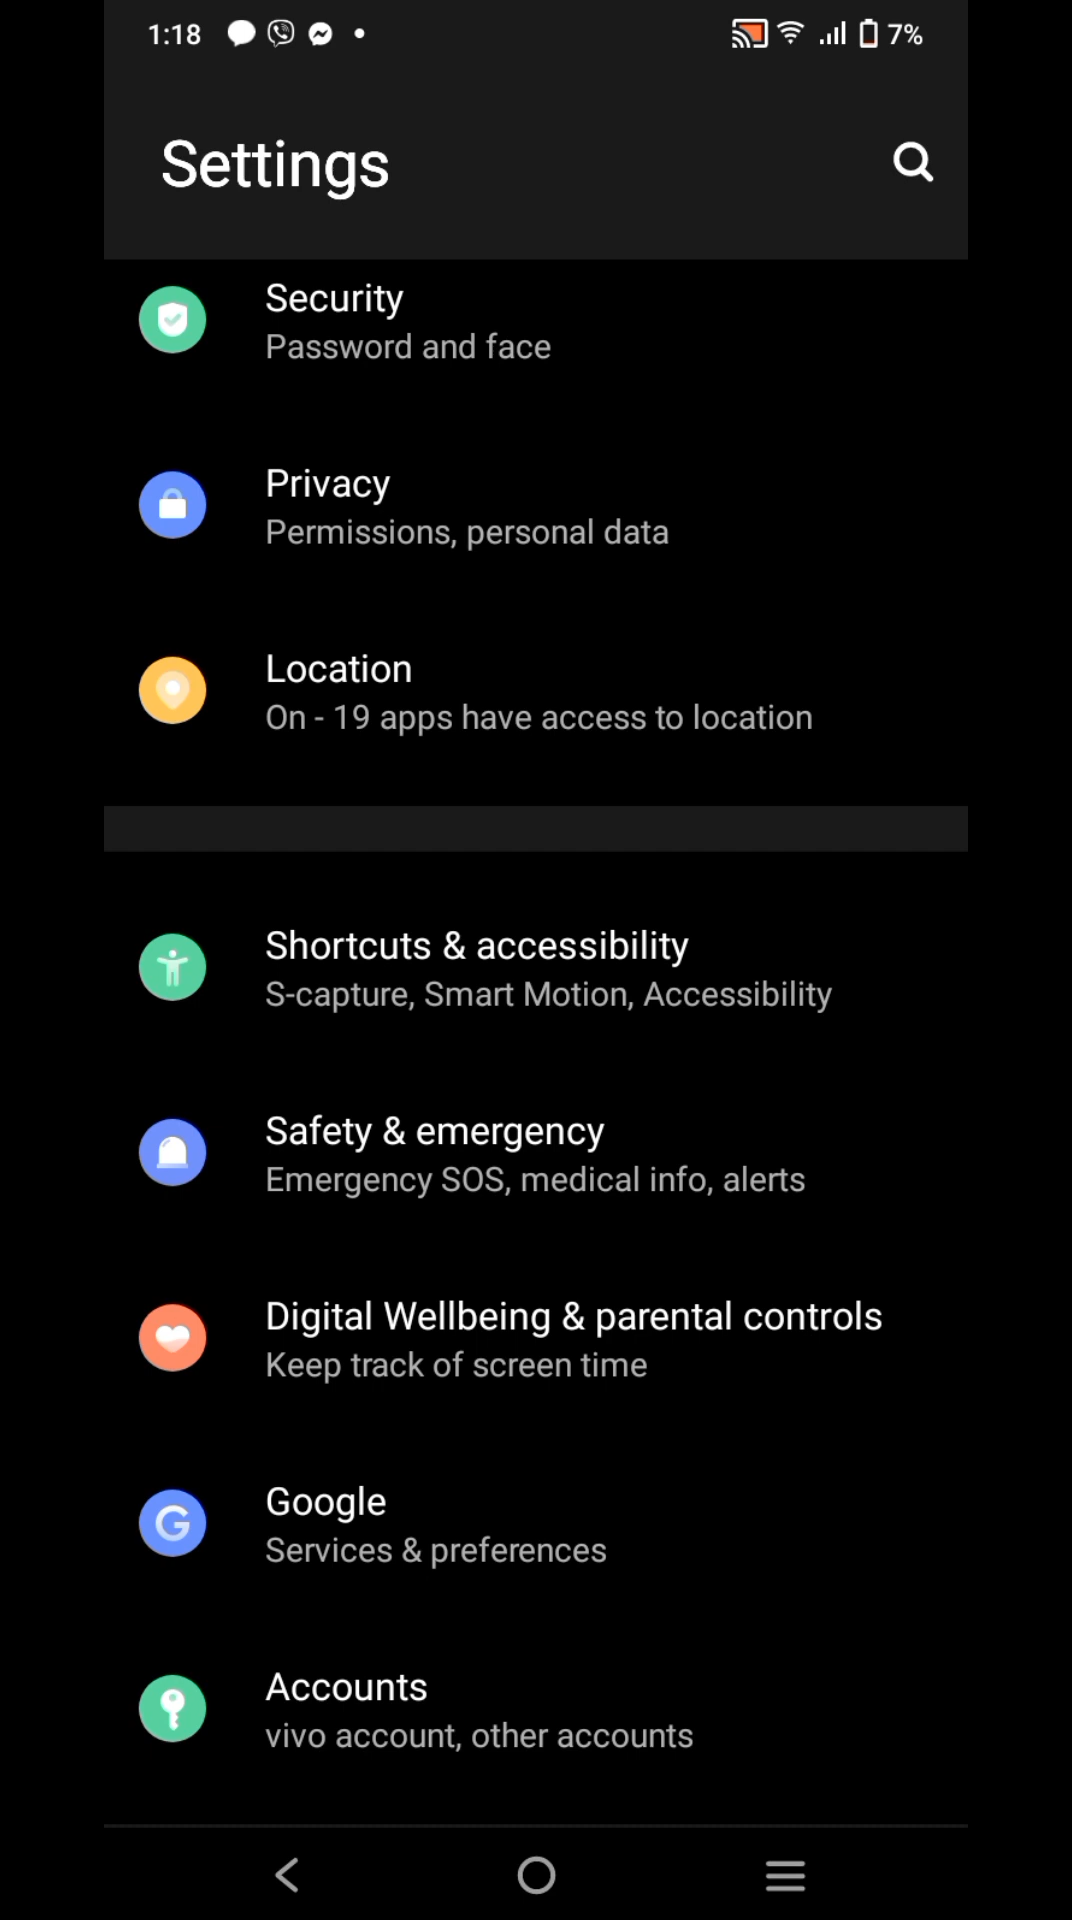 1:18 7%
Settings
Security
Password and face
Privacy
Permissions, personal data
Location
On - 19 apps have access to location
Shortcuts & accessibility
S-capture, Smart Motion, Accessibility
Safety & emergency
Emergency SOS, medical info, alerts
Digital Wellbeing & parental controls
Keep track of screen time
Google
Services & preferences
Accounts
vivo account, other accounts